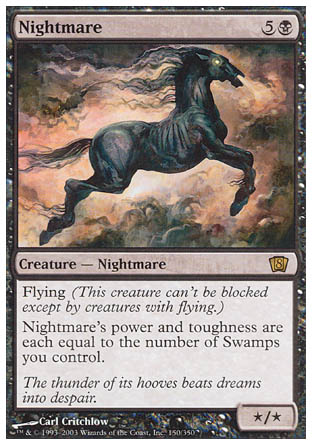 Nightmare 5
Creature — Nightmare 8
Flying (This creature can't be blocked
except by creatures with flying.)
Nightmare's power and toughness are
each equal to the number of Swamps
you control.
The thunder of its hooves beats dreams
into despair.
Carl Critchlow
™ & © 1993-2003 Wizards of the Coast, Inc. 150/350
*/*